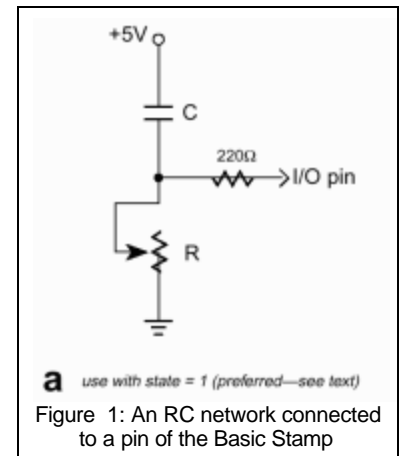 +5V
C
220Ω
I/O pin
R
a use with state = 1 (preferred—see text)
Figure 1: An RC network connected
to a pin of the Basic Stamp